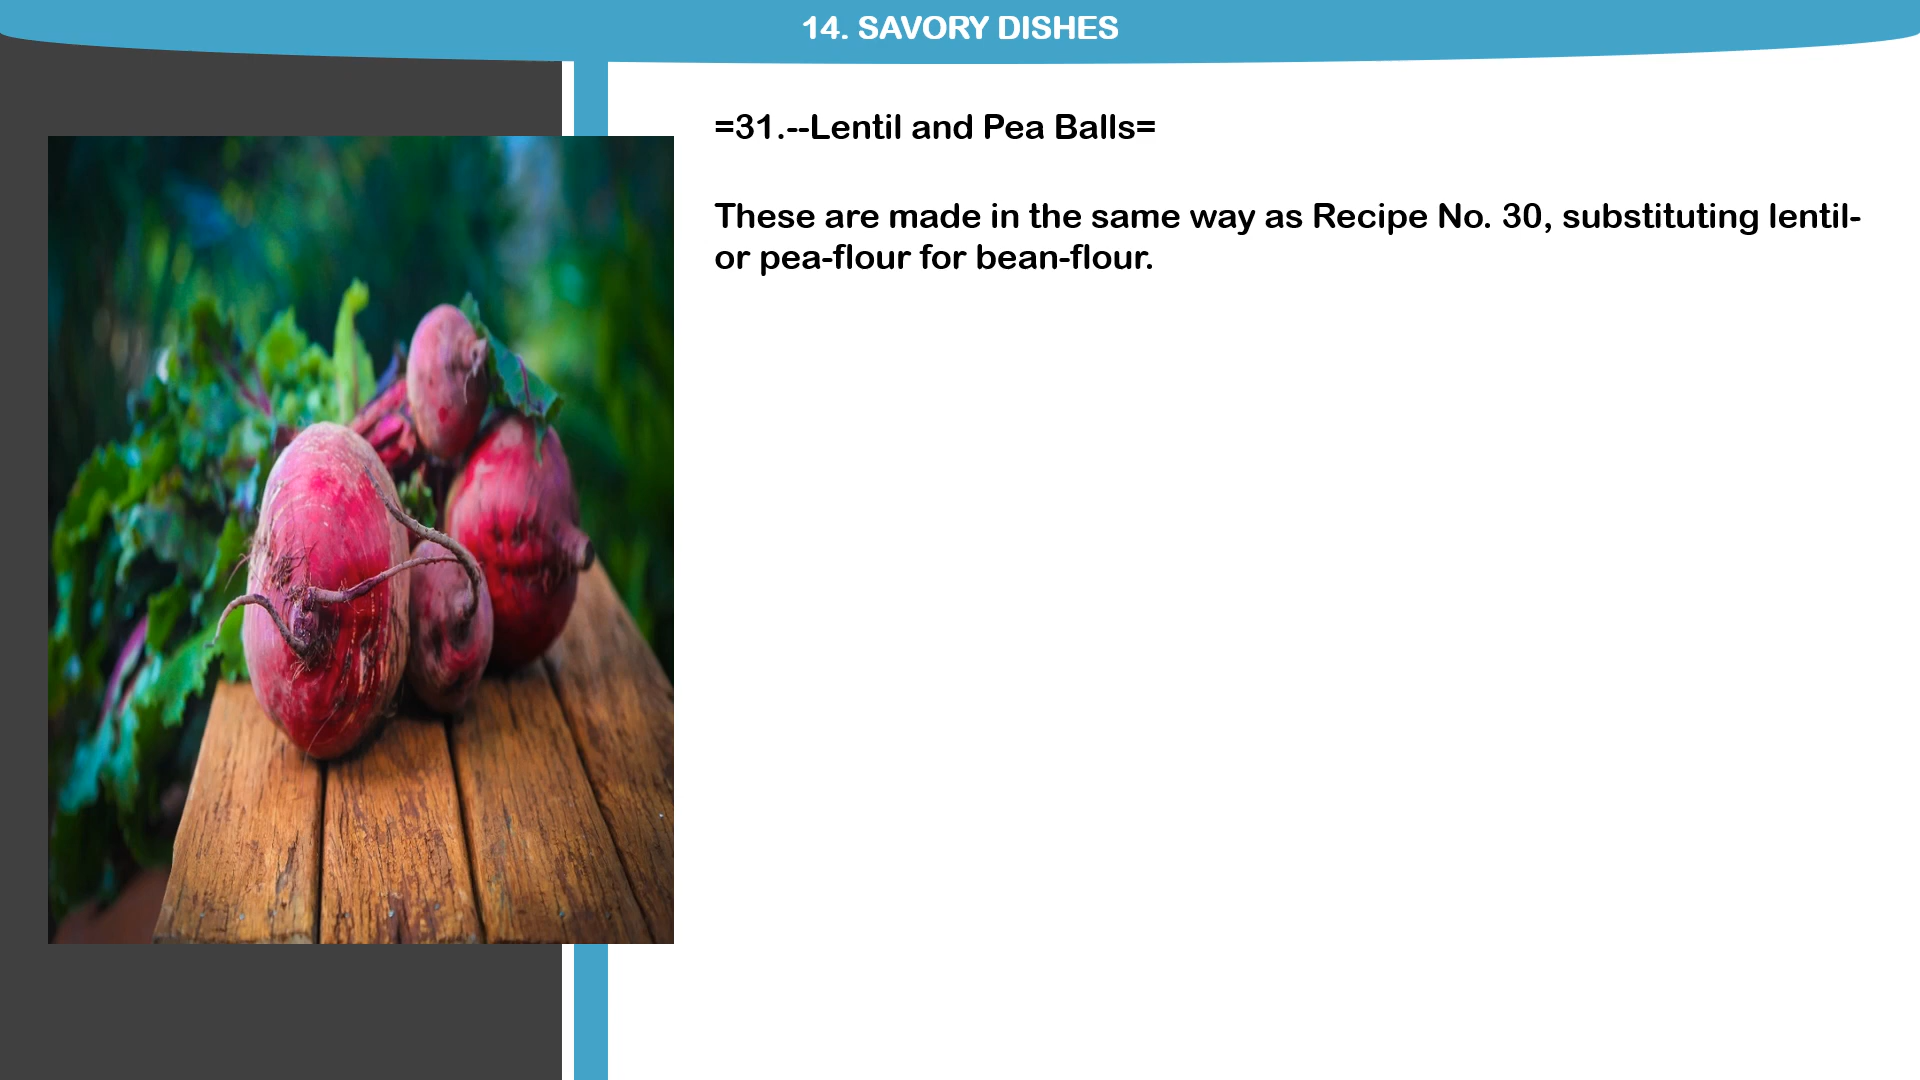 14. SAVORY DISHES
=31.--Lentil and Pea Balls=
These are made in the same way as Recipe No. 30, substituting lentil-
or pea-flour for bean-flour.